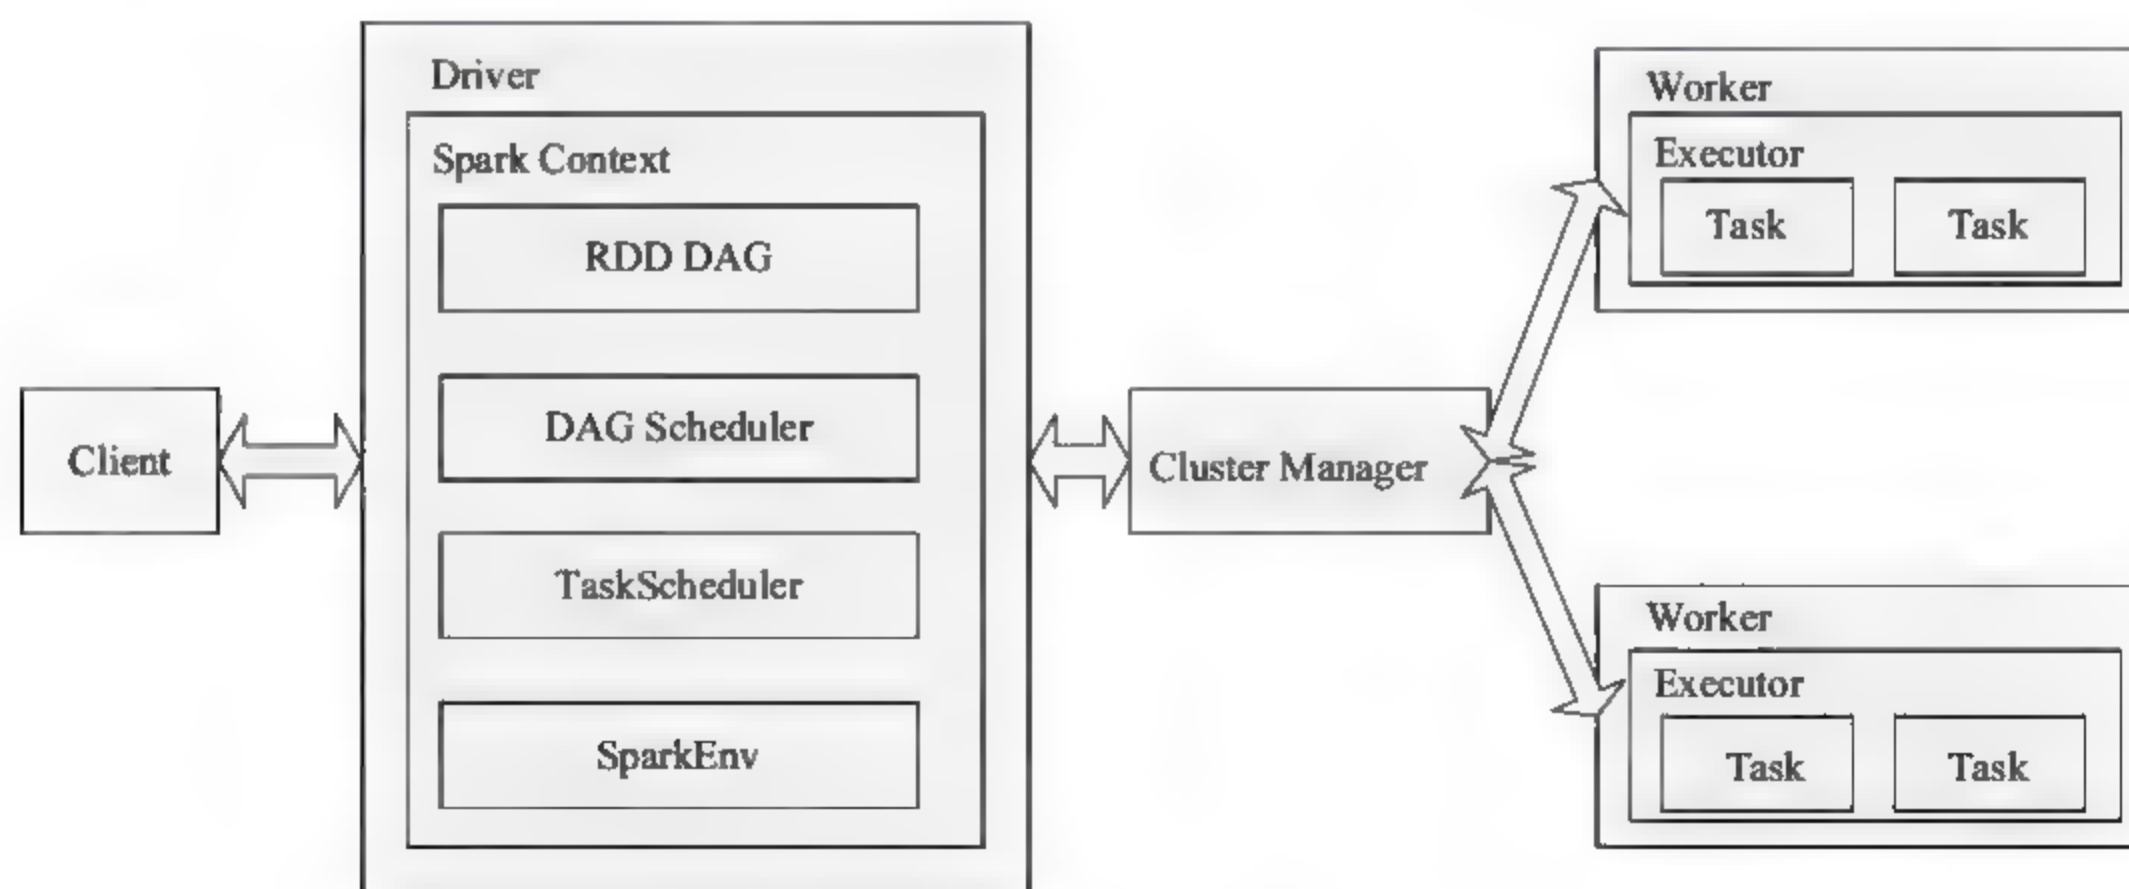 Driver
Spark Context
RDD DAG
DAG Scheduler
TaskScheduler
SparkEnv
Client
Cluster Manager
Worker
Executor
Task
Task
Worker
Executor
Task
Task